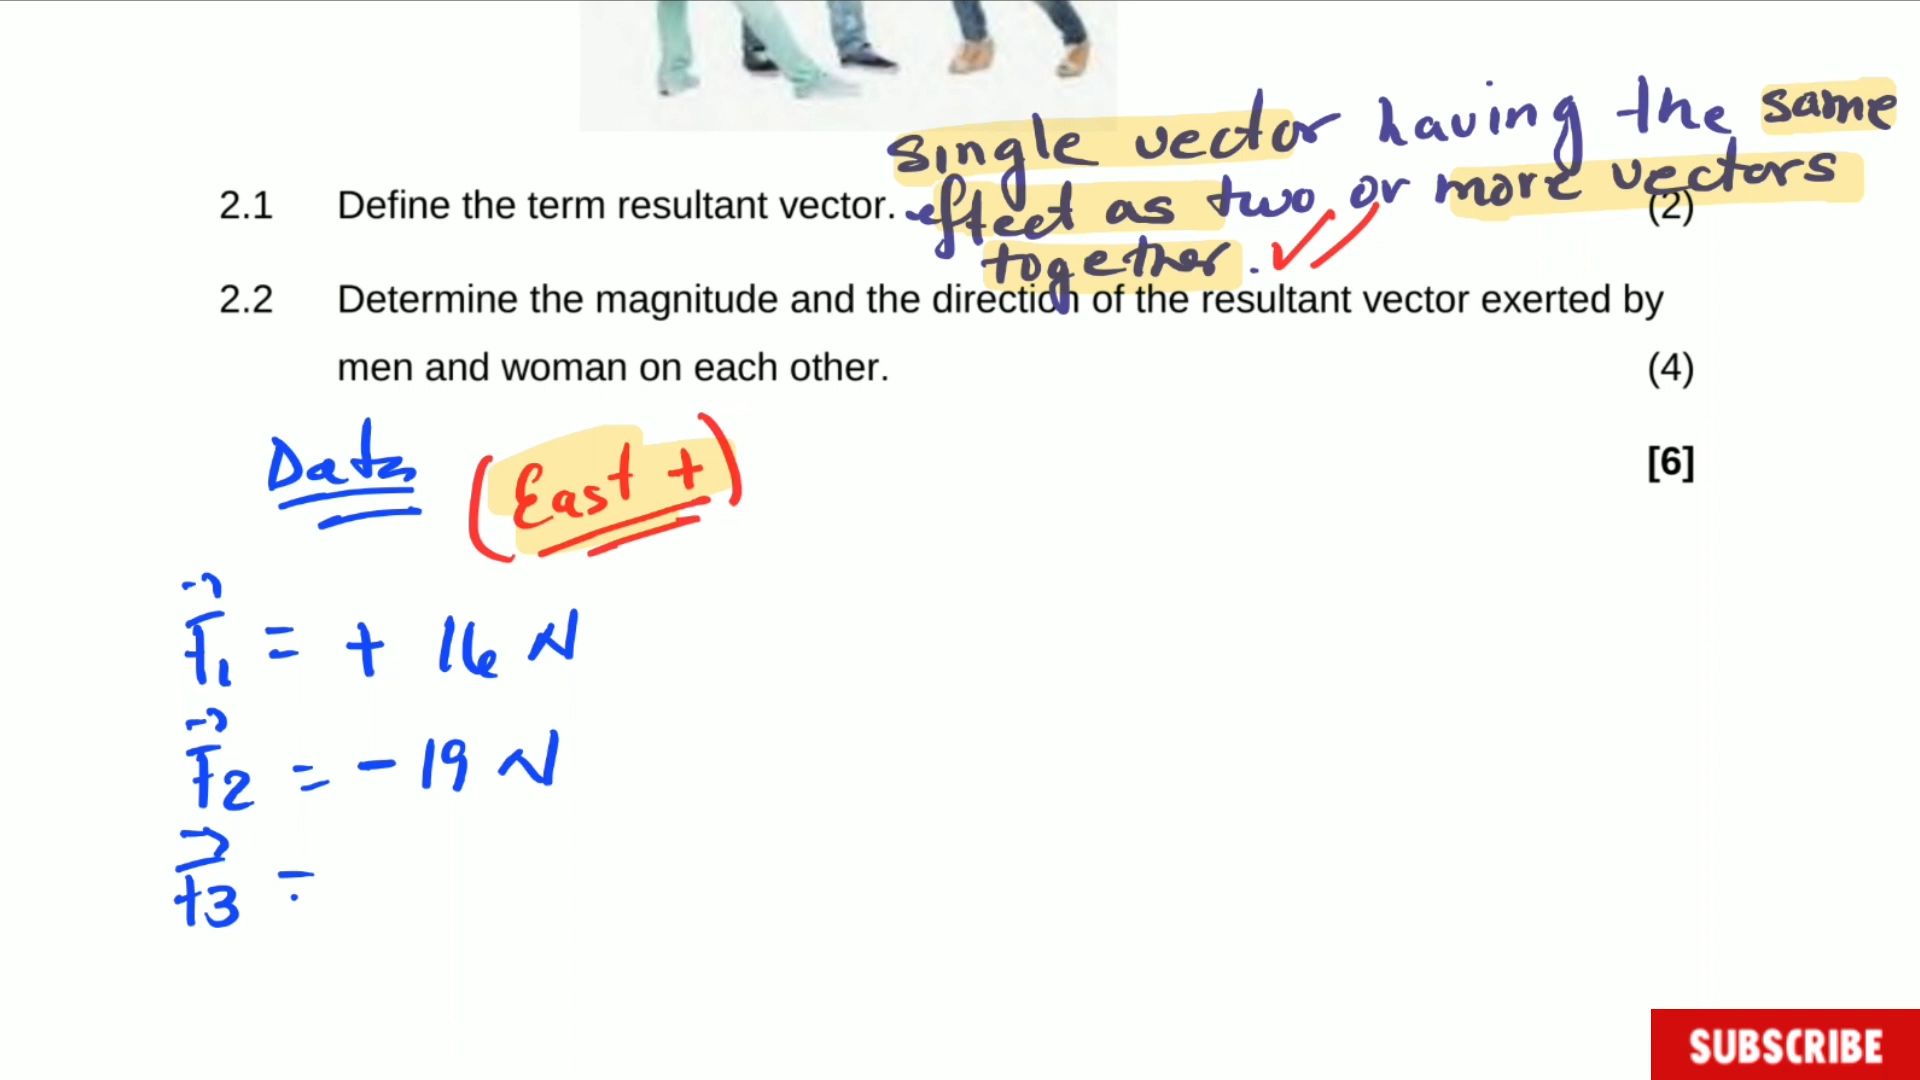 single vector having the same
2.1 Define the term resultant vector. effect as two or more vectors (2)
together.
2.2 Determine the magnitude and the direction of the resultant vector exerted by
men and woman on each other. (4)
Data (East +) [6]
F₁ = + 16 N
F₂ = - 19 N
F₃ =
SUBSCRIBE